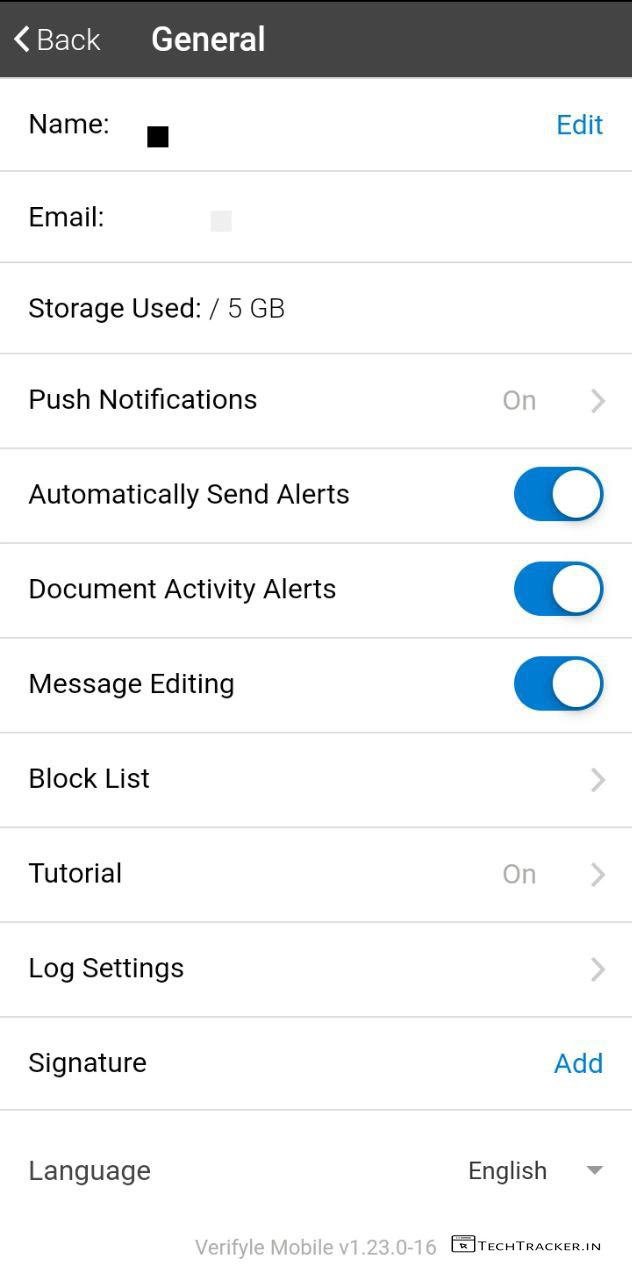 Back General
Name: Edit
Email:
Storage Used: / 5 GB
Push Notifications On
Automatically Send Alerts
Document Activity Alerts
Message Editing
Block List
Tutorial On
Log Settings
Signature Add
Language English
Verifyle Mobile v1.23.0-16 TECHTRACKER.IN